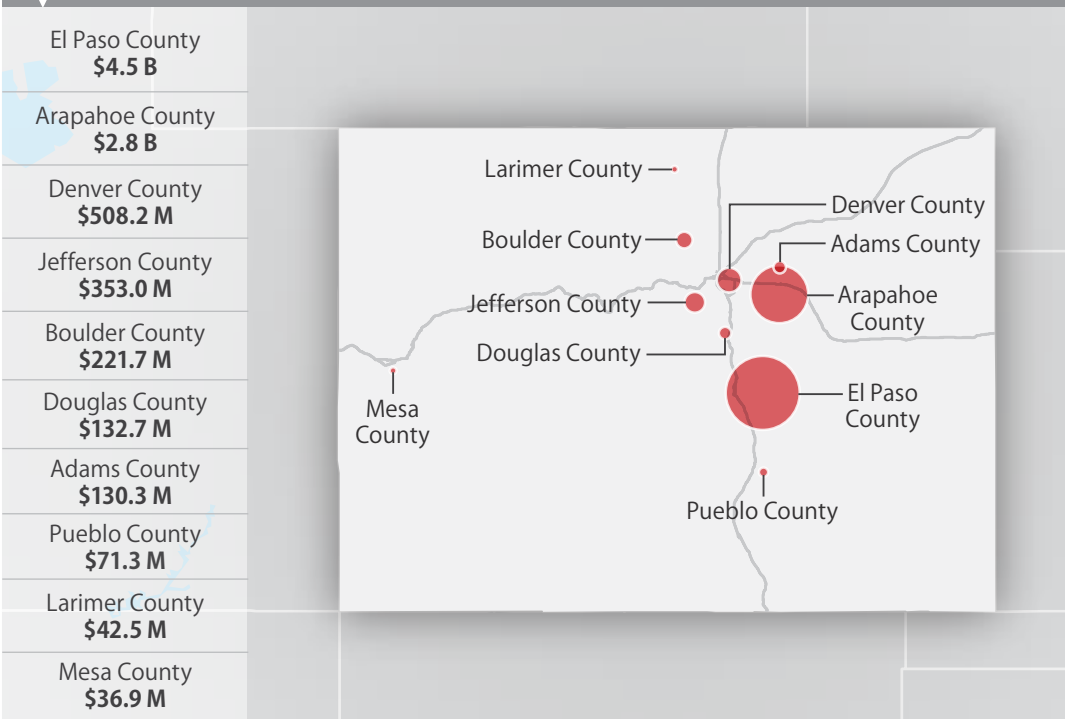 El Paso County
$4.5 B
Arapahoe County
$2.8 B
Denver County
$508.2 M
Jefferson County
$353.0 M
Boulder County
$221.7 M
Douglas County
$132.7 M
Adams County
$130.3 M
Pueblo County
$71.3 M
Larimer County
$42.5 M
Mesa County
$36.9 M
Larimer County
Denver County
Boulder County
Adams County
Jefferson County
Arapahoe
County
Douglas County
Mesa
County
El Paso
County
Pueblo County